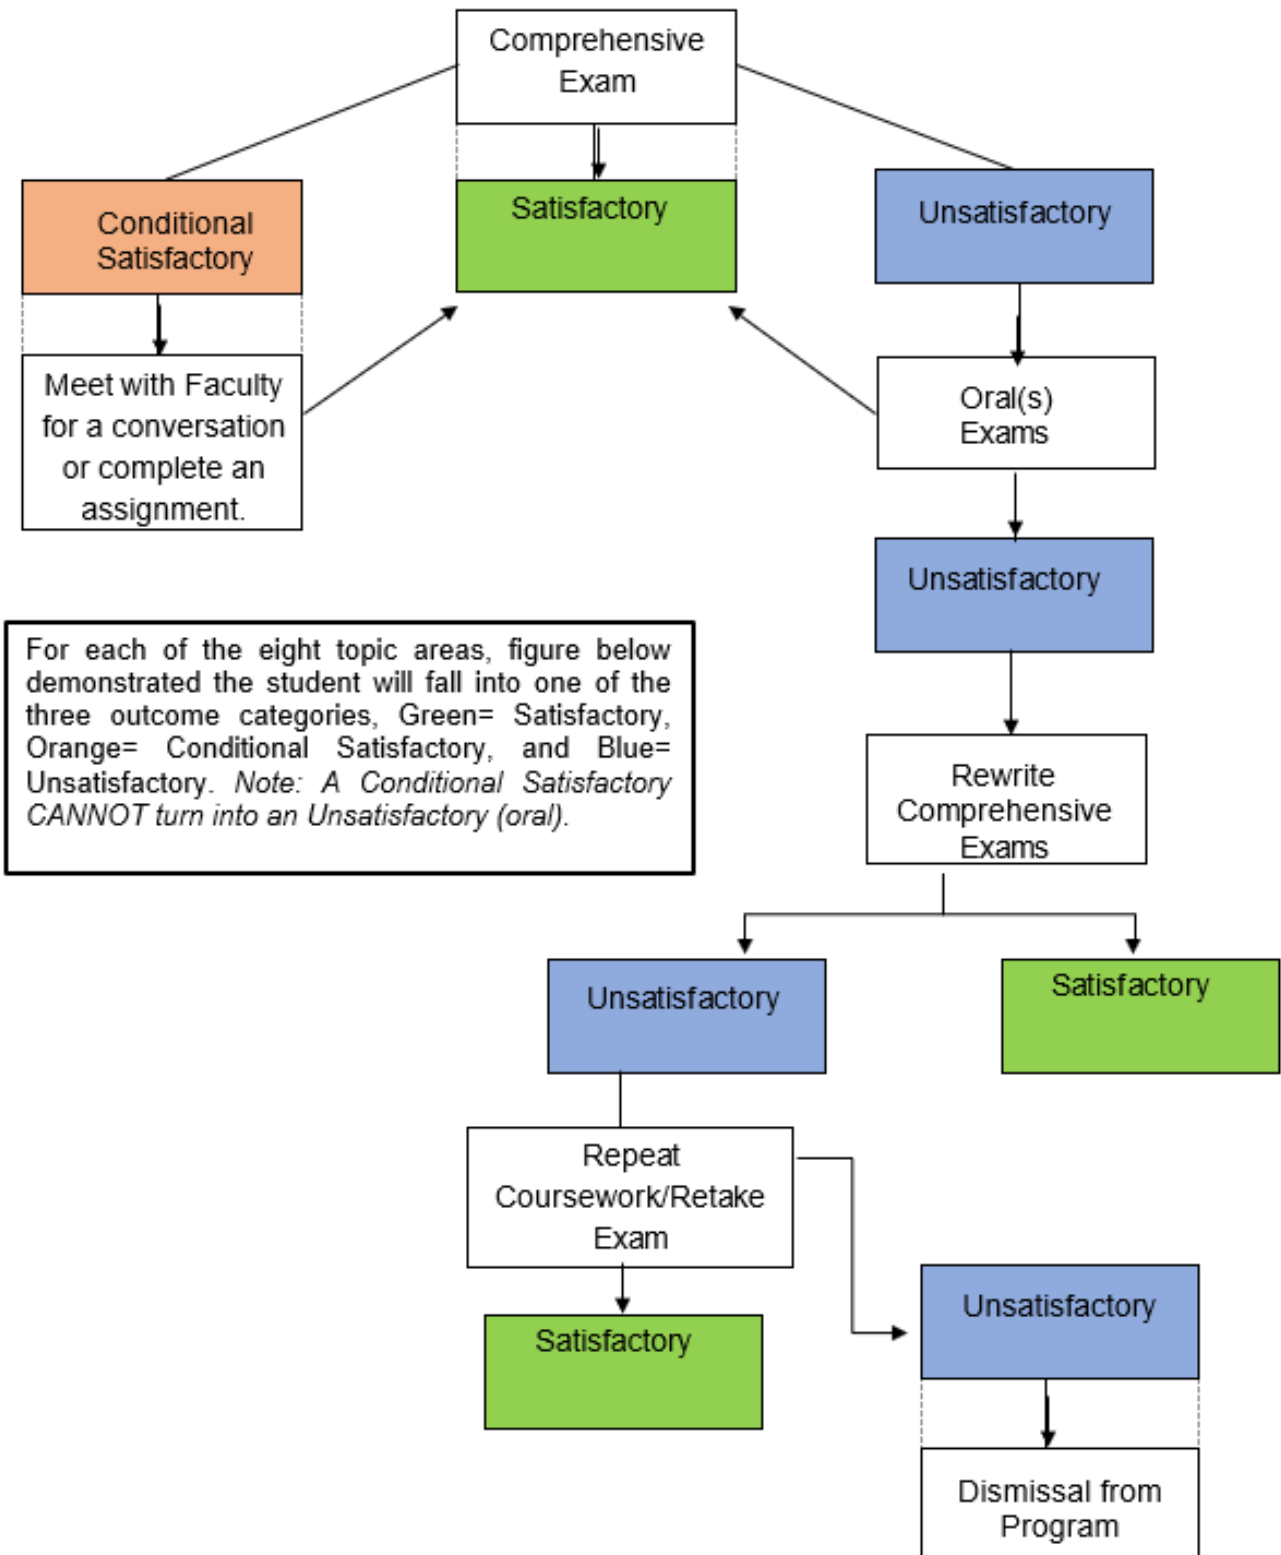 Comprehensive
Exam
Conditional
Satisfactory
Satisfactory
Unsatisfactory
Meet with Faculty
for a conversation
or complete an
assignment.
Oral(s)
Exams
Unsatisfactory
For each of the eight topic areas, figure below
demonstrated the student will fall into one of the
three outcome categories, Green= Satisfactory,
Orange= Conditional Satisfactory, and Blue=
Unsatisfactory. Note: A Conditional Satisfactory
CANNOT turn into an Unsatisfactory (oral).
Rewrite
Comprehensive
Exams
Unsatisfactory
Satisfactory
Repeat
Coursework/Retake
Exam
Satisfactory
Unsatisfactory
Dismissal from
Program